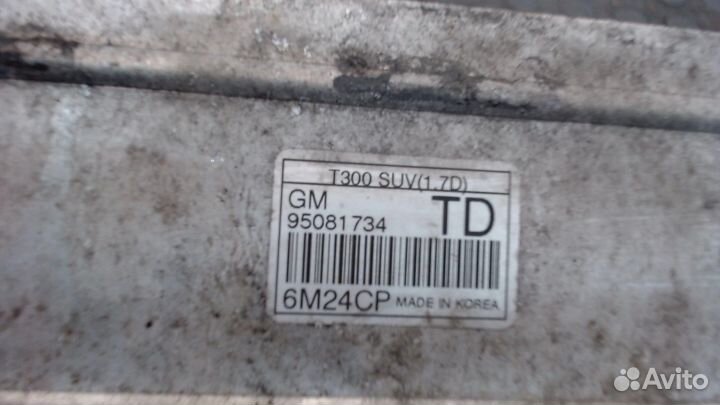 T300 SUV(1.7D)
GM
95081734
TD
6M24CP MADE IN KOREA
Avito